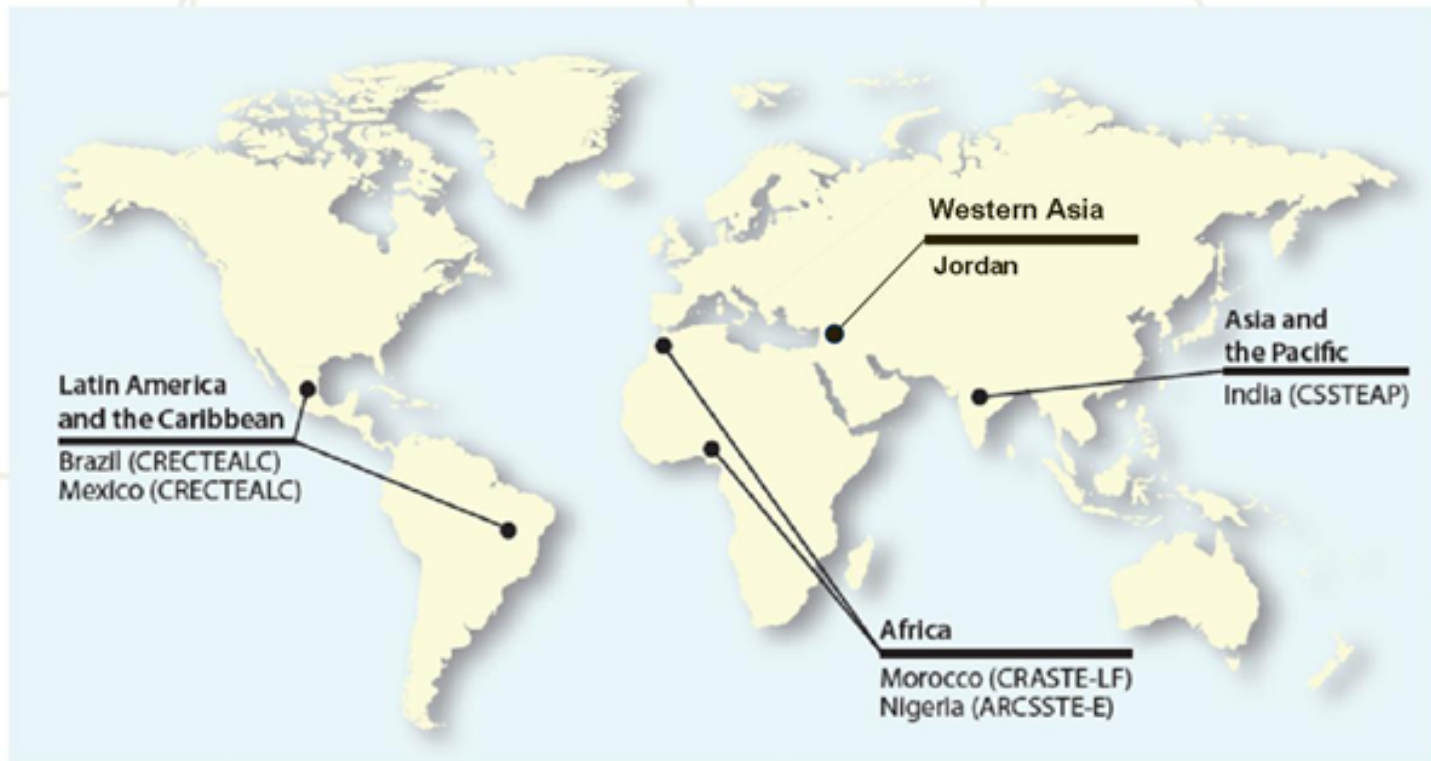 Western Asia
Jordan
Asia and
the Pacific
India (CSSTEAP)
Latin America
and the Caribbean
Brazil (CRECTEALC)
Mexico (CRECTEALC)
Africa
Morocco (CRASTE-LF)
Nigeria (ARCSSTE-E)